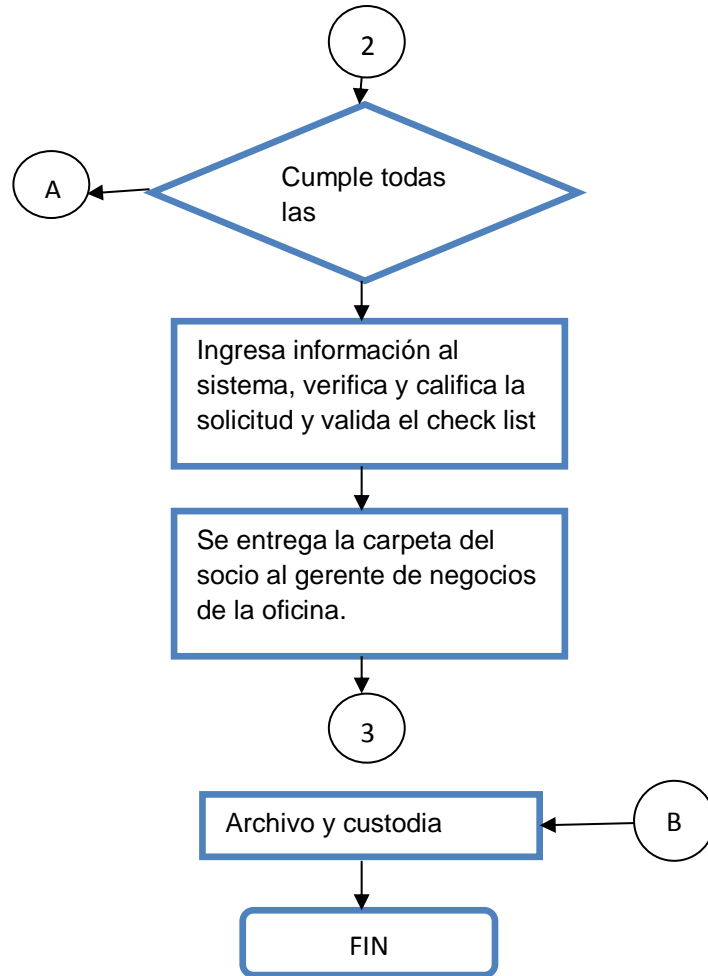 2
A
Cumple todas
las
Ingresa información al
sistema, verifica y califica la
solicitud y valida el check list
Se entrega la carpeta del
socio al gerente de negocios
de la oficina.
3
Archivo y custodia
B
FIN